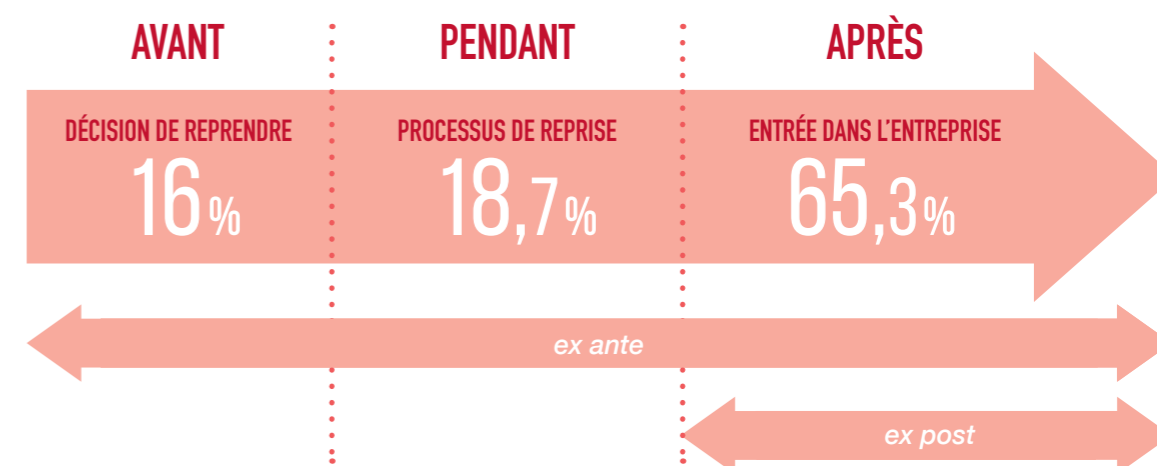 AVANT
PENDANT
APRÈS
DÉCISION DE REPRENDRE
PROCESSUS DE REPRISE
ENTRÉE DANS L'ENTREPRISE
16%
18,7%
65,3%
ex ante
ex post